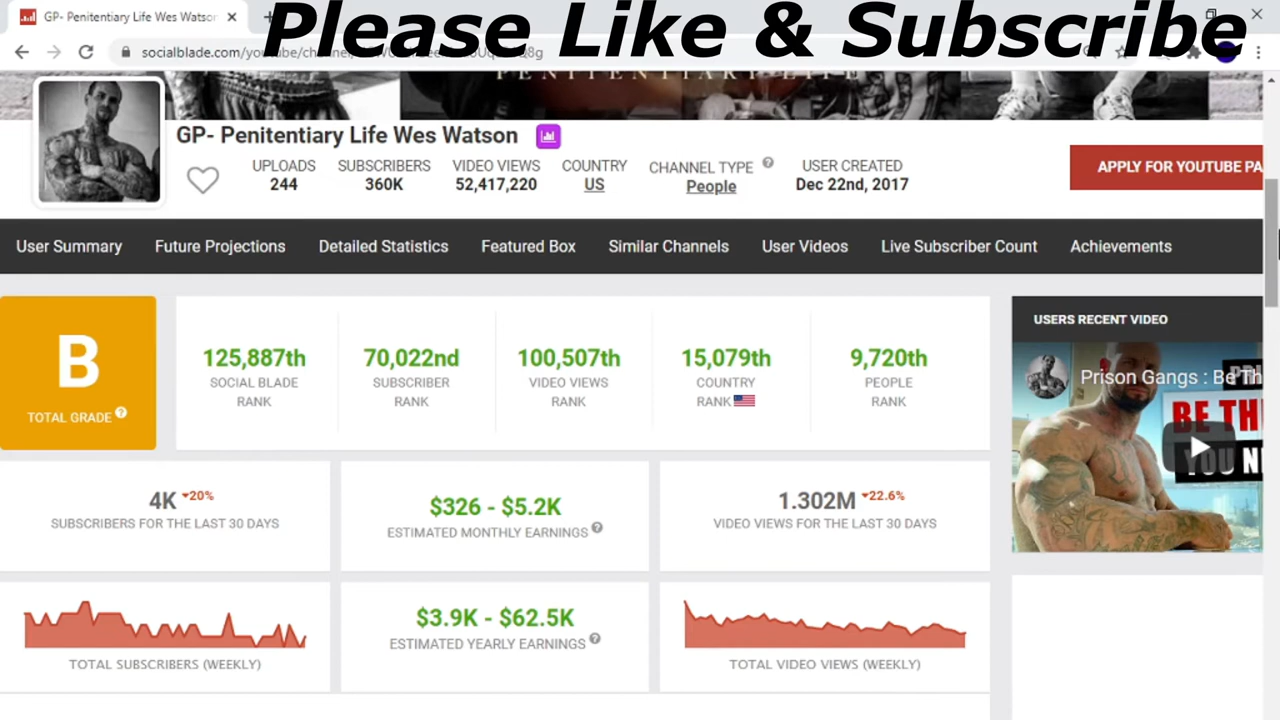 GP- Penitentiary Life Wes Watson
Please Like & Subscribe
socialblade.com/youtube/channel
PENITENTIARY LIFE
GP- Penitentiary Life Wes Watson
UPLOADS
244
SUBSCRIBERS
360K
VIDEO VIEWS
52,417,220
COUNTRY
US
CHANNEL TYPE
People
USER CREATED
Dec 22nd, 2017
APPLY FOR YOUTUBE PA
User Summary
Future Projections
Detailed Statistics
Featured Box
Similar Channels
User Videos
Live Subscriber Count
Achievements
B
TOTAL GRADE
125,887th
SOCIAL BLADE
RANK
70,022nd
SUBSCRIBER
RANK
100,507th
VIDEO VIEWS
RANK
15,079th
COUNTRY
RANK
9,720th
PEOPLE
RANK
USERS RECENT VIDEO
Prison Gangs : Be Th
PRI
BE TH
YOU N
4K 20%
SUBSCRIBERS FOR THE LAST 30 DAYS
$326 - $5.2K
ESTIMATED MONTHLY EARNINGS
1.302M 22.6%
VIDEO VIEWS FOR THE LAST 30 DAYS
TOTAL SUBSCRIBERS (WEEKLY)
$3.9K - $62.5K
ESTIMATED YEARLY EARNINGS
TOTAL VIDEO VIEWS (WEEKLY)